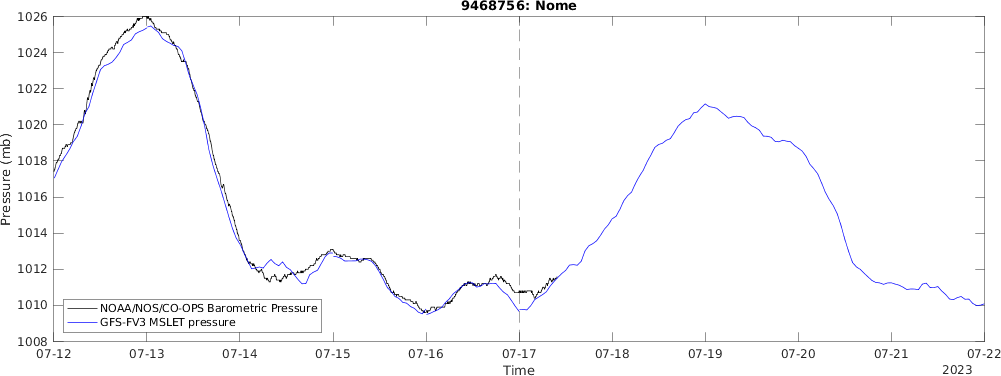 9468756: Nome
1026
1024
1022
1020
1018
1016
1014
1012
1010
1008
Pressure (mb)
NOAA/NOS/CO-OPS Barometric Pressure
GFS-FV3 MSLET pressure
07-12 07-13 07-14 07-15 07-16 07-17 07-18 07-19 07-20 07-21 07-22
Time
2023